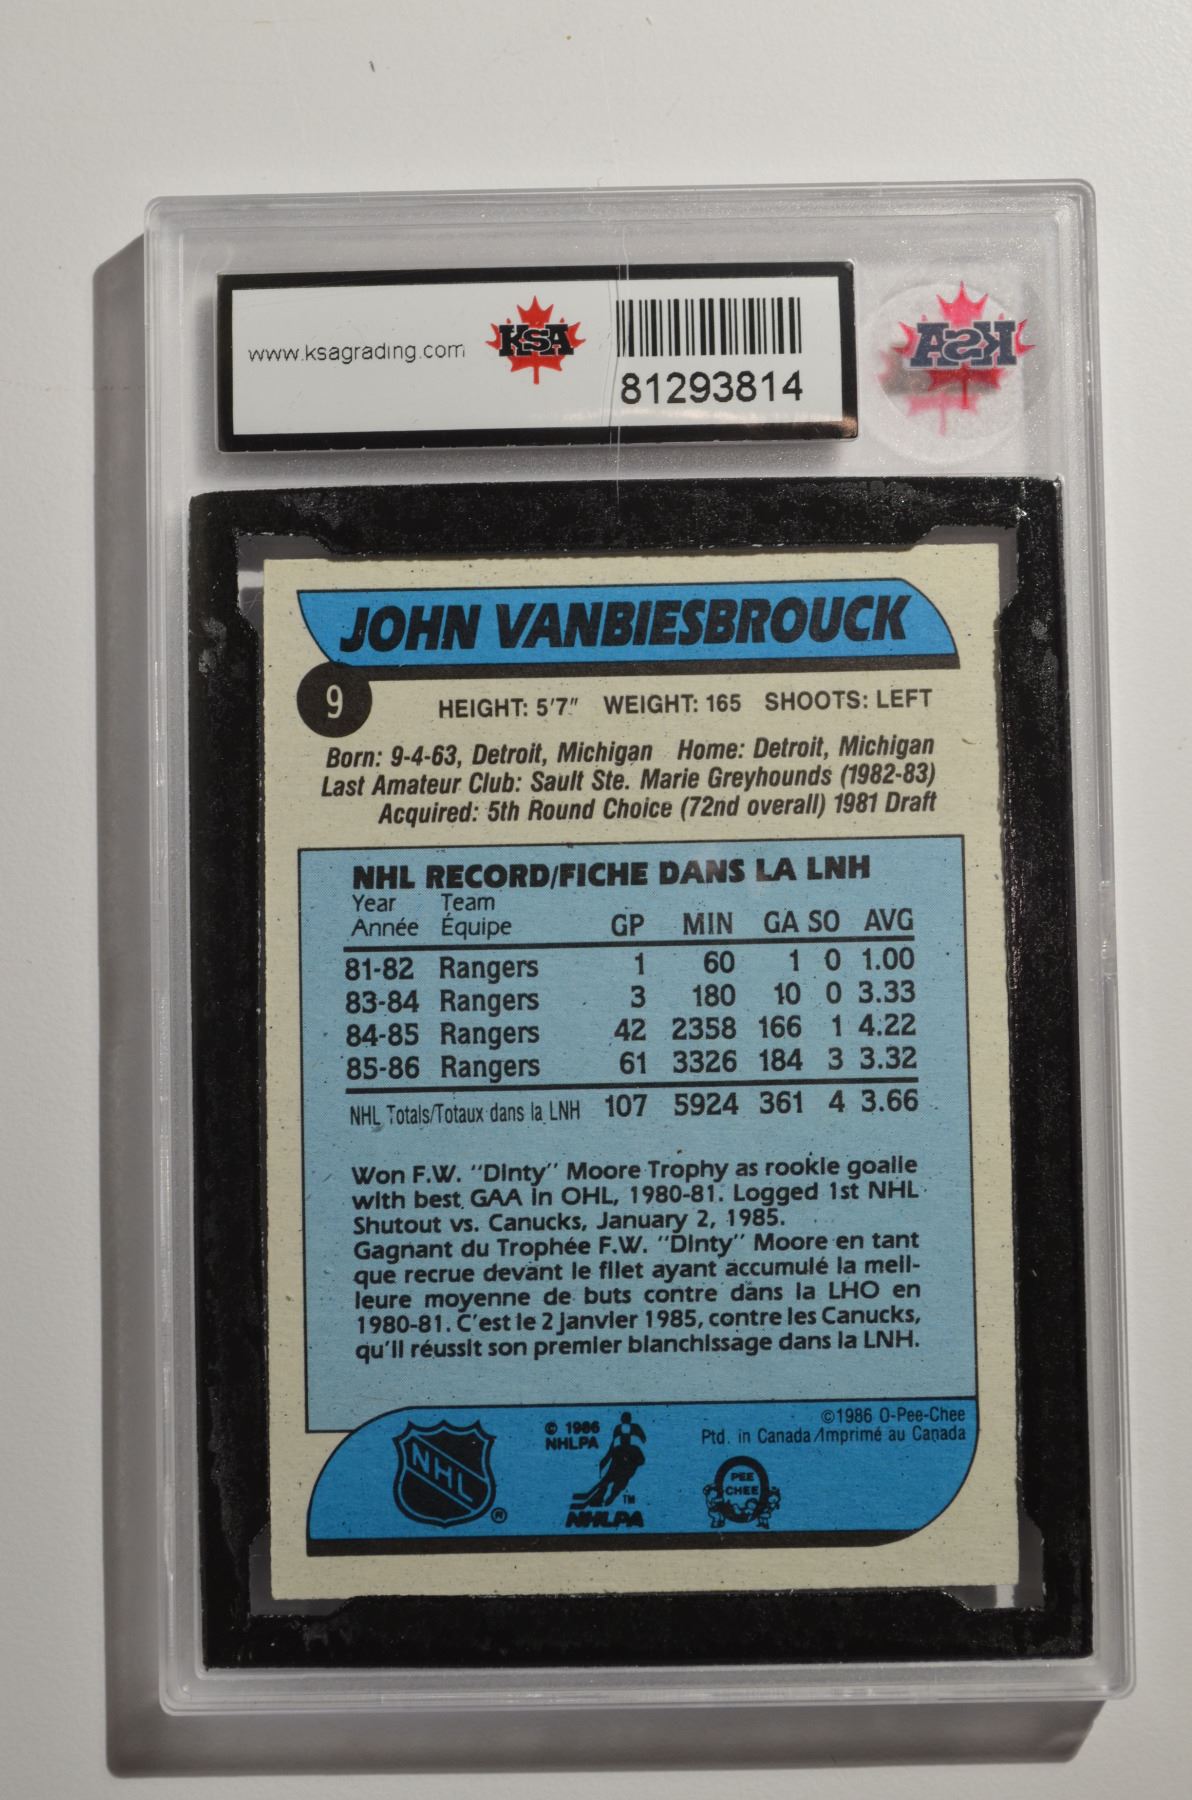 www.ksagrading.com
KSA
81293814
KSA
JOHN VANBIESBROUCK
9
HEIGHT: 5'7" WEIGHT: 165 SHOOTS: LEFT
Born: 9-4-63, Detroit, Michigan Home: Detroit, Michigan
Last Amateur Club: Sault Ste. Marie Greyhounds (1982-83)
Acquired: 5th Round Choice (72nd overall) 1981 Draft
NHL RECORD/FICHE DANS LA LNH
Year Team
Année Équipe GP MIN GA SO AVG
81-82 Rangers 1 60 1 0 1.00
83-84 Rangers 3 180 10 0 3.33
84-85 Rangers 42 2358 166 1 4.22
85-86 Rangers 61 3326 184 3 3.32
NHL Totals/Totaux dans la LNH 107 5924 361 4 3.66
Won F.W. "Dinty" Moore Trophy as rookie goalie
with best GAA in OHL, 1980-81. Logged 1st NHL
Shutout vs. Canucks, January 2, 1985.
Gagnant du Trophée F.W. "Dinty" Moore en tant
que recrue devant le filet ayant accumulé la meil-
leure moyenne de buts contre dans la LHO en
1980-81. C'est le 2 janvier 1985, contre les Canucks,
qu'il réussit son premier blanchissage dans la LNH.
©1986 O-Pee-Chee
Ptd. in Canada/Imprimé au Canada
© 1986
NHLPA
NHL
®
TM
NHLPA
PEE
CHEE